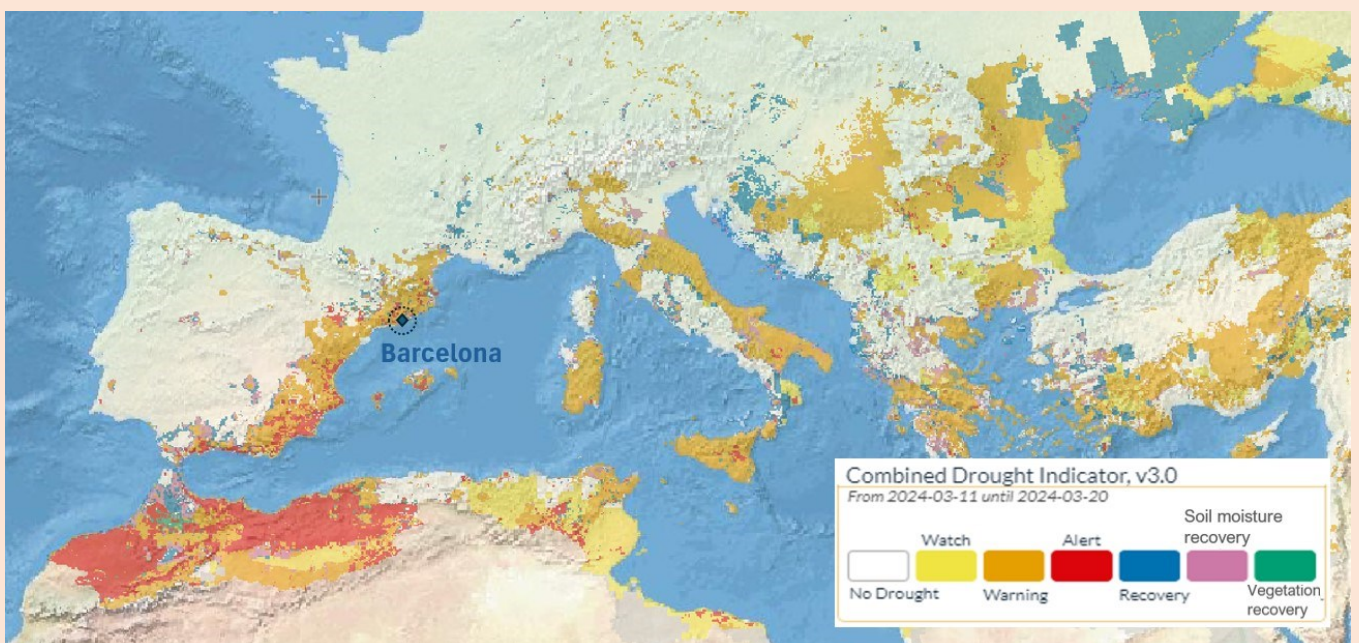 Barcelona
Combined Drought Indicator, v3.0
From 2024-03-11 until 2024-03-20
Watch
Alert
Soil moisture
recovery
No Drought
Warning
Recovery
Vegetation
recovery